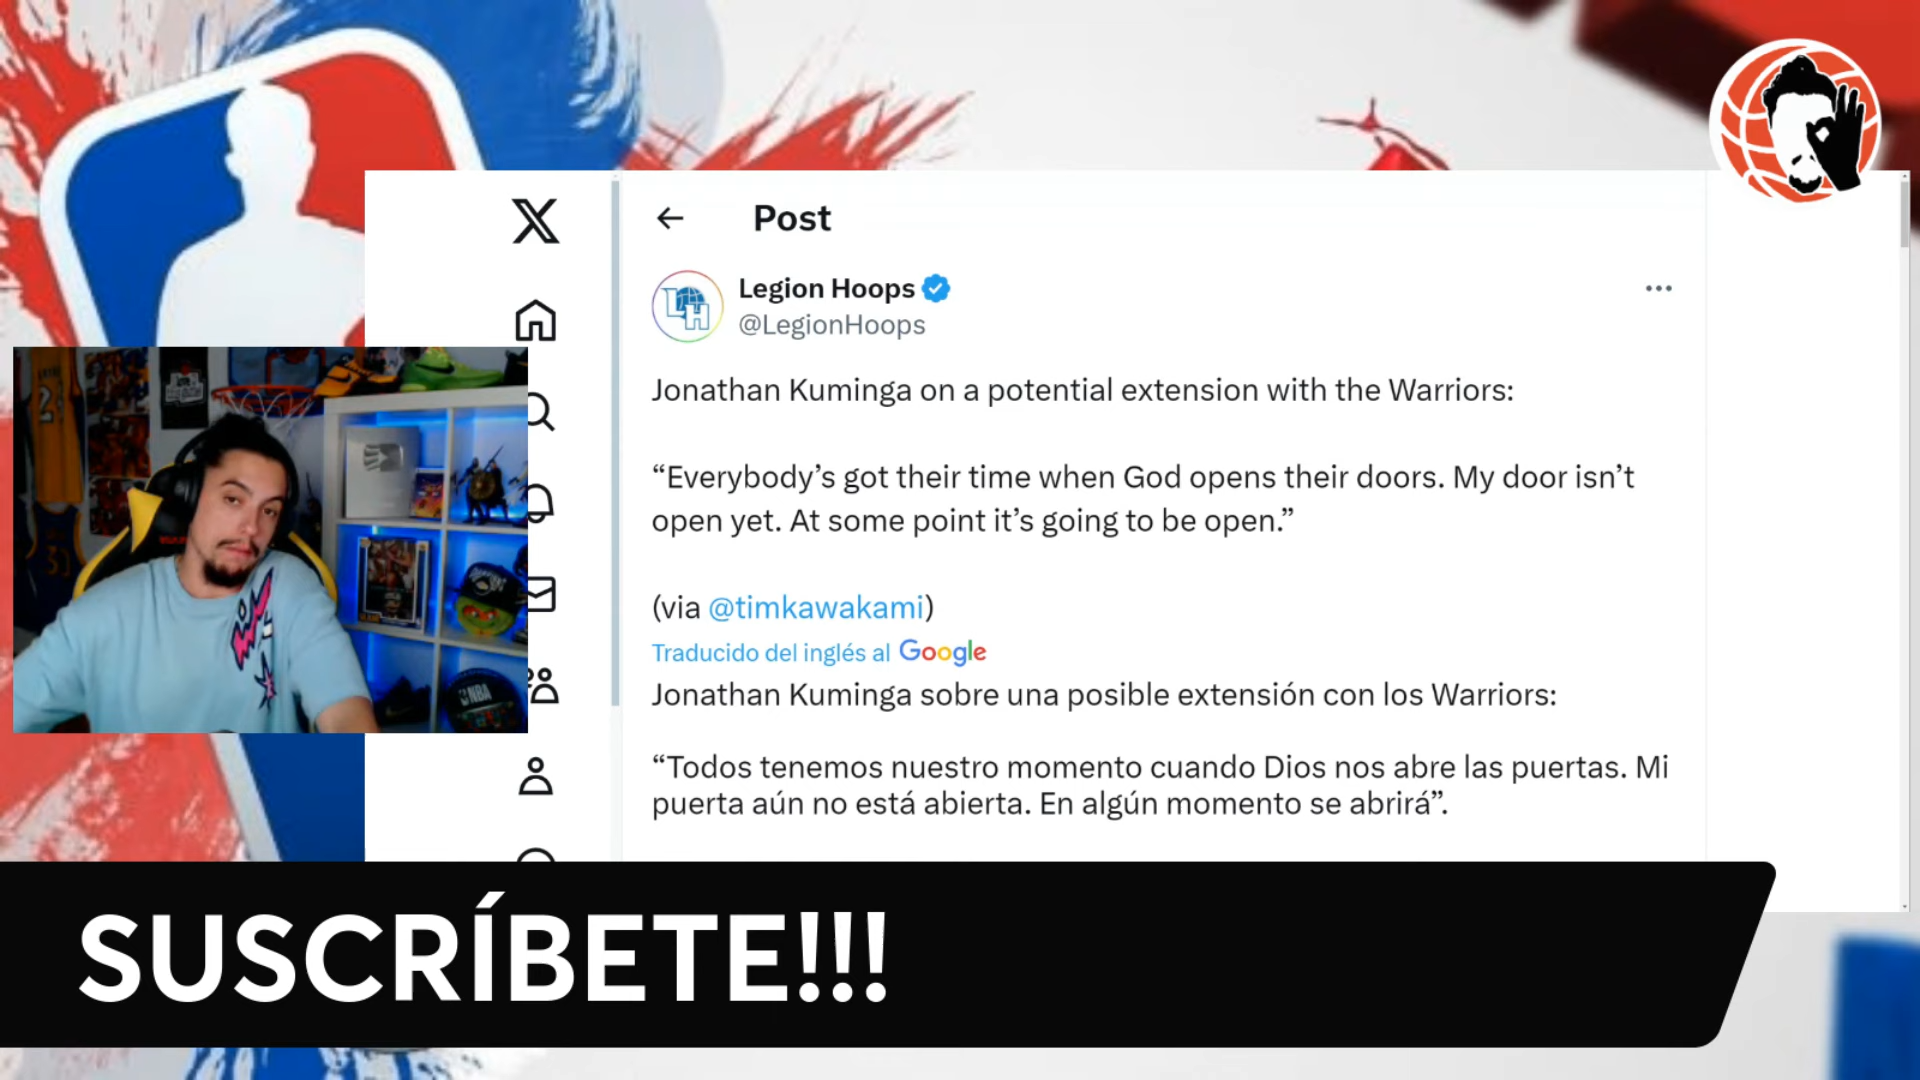 Post
Legion Hoops
@LegionHoops
Jonathan Kuminga on a potential extension with the Warriors:
“Everybody’s got their time when God opens their doors. My door isn’t
open yet. At some point it’s going to be open.”
(via @timkawakami)
Traducido del inglés al Google
Jonathan Kuminga sobre una posible extensión con los Warriors:
“Todos tenemos nuestro momento cuando Dios nos abre las puertas. Mi
puerta aún no está abierta. En algún momento se abrirá”.
NBA
SUSCRÍBETE!!!